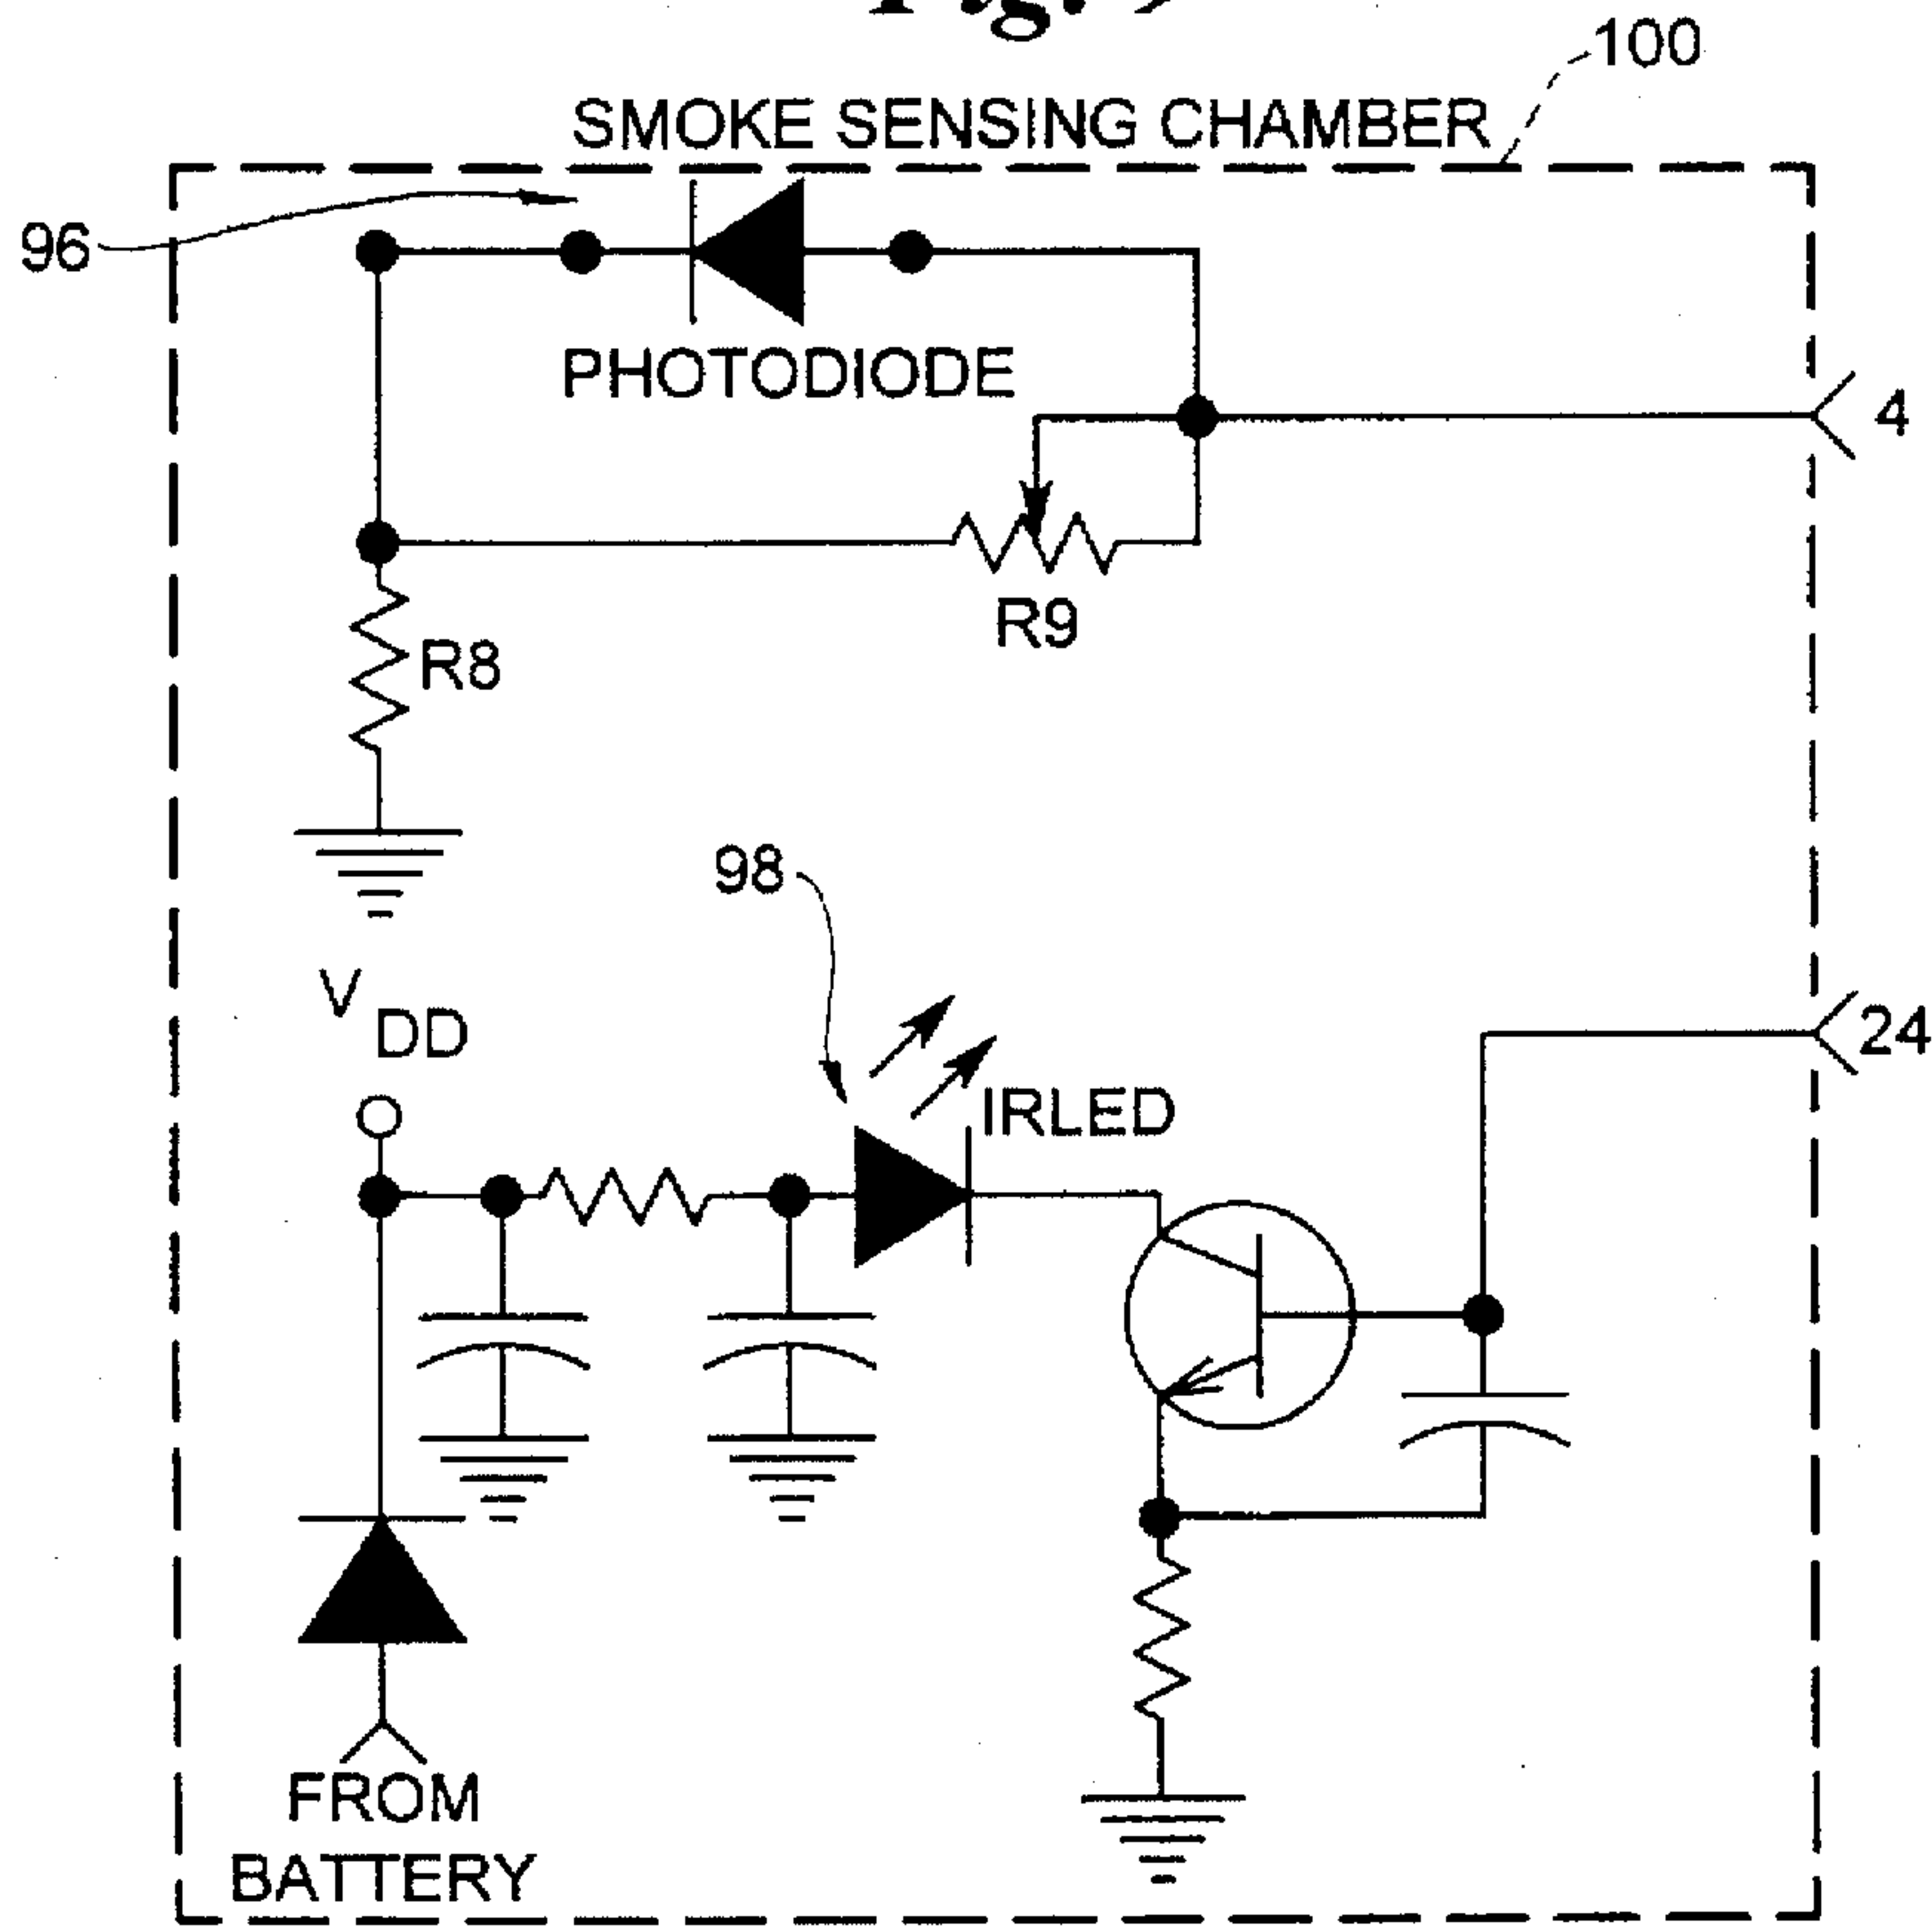 100
SMOKE SENSING CHAMBER
96
PHOTODIODE
4
R9
R8
98
V DD
24
IRLED
FROM
BATTERY